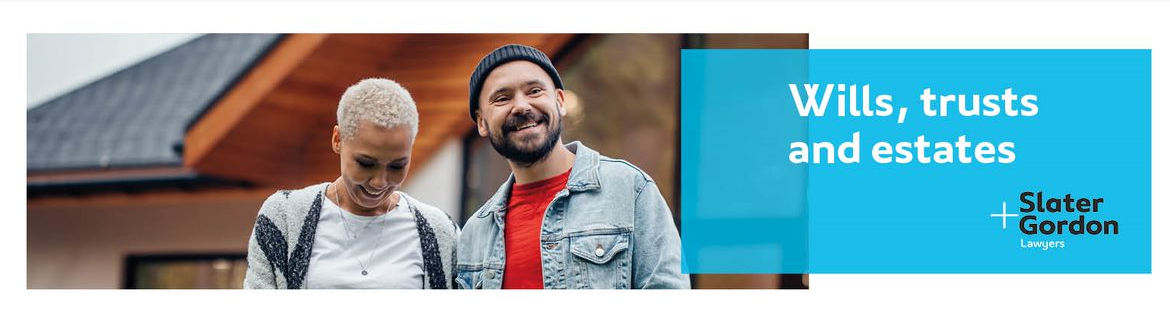 Wills, trusts
and estates
Slater
Gordon
Lawyers